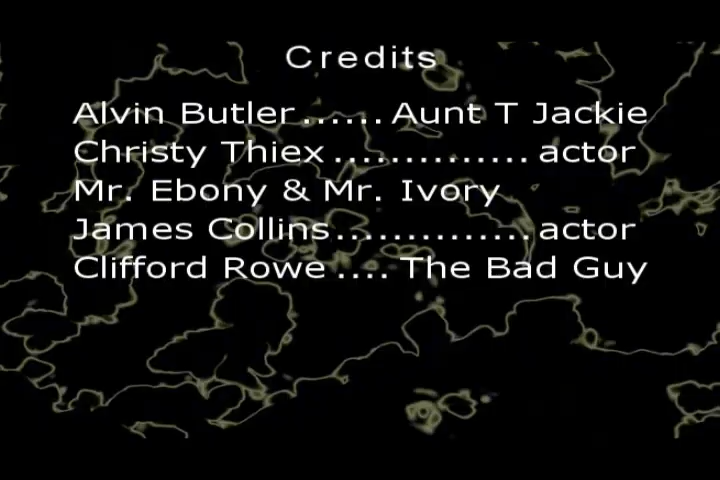 Credits
Alvin Butler......Aunt T Jackie
Christy Thiex..............actor
Mr. Ebony & Mr. Ivory
James Collins..............actor
Clifford Rowe....The Bad Guy